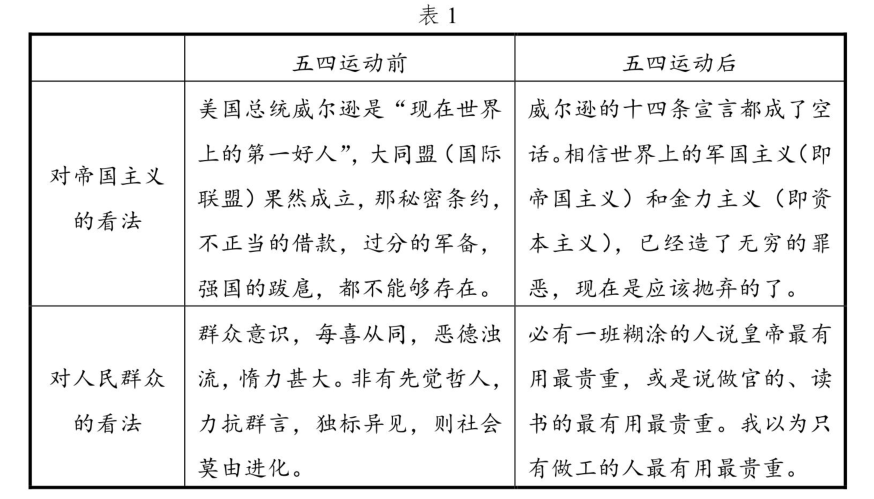 表 1
五四运动前
五四运动后
对帝国主义
的看法
美国总统威尔逊是“现在世界
上的第一好人”，大同盟（国际
联盟）果然成立，那秘密条约，
不正当的借款，过分的军备，
强国的跋扈，都不能够存在。
威尔逊的十四条宣言都成了空
话。相信世界上的军国主义（即
帝国主义）和金力主义（即资
本主义），已经造了无穷的罪
恶，现在是应该抛弃的了。
对人民群众
的看法
群众意识，每喜从同，恶德浊
流，惰力甚大。非有先觉哲人，
力抗群言，独标异见，则社会
莫由进化。
必有一班糊涂的人说皇帝最有
用最贵重，或是说做官的、读
书的最有用最贵重。我以为只
有做工的人最有用最贵重。